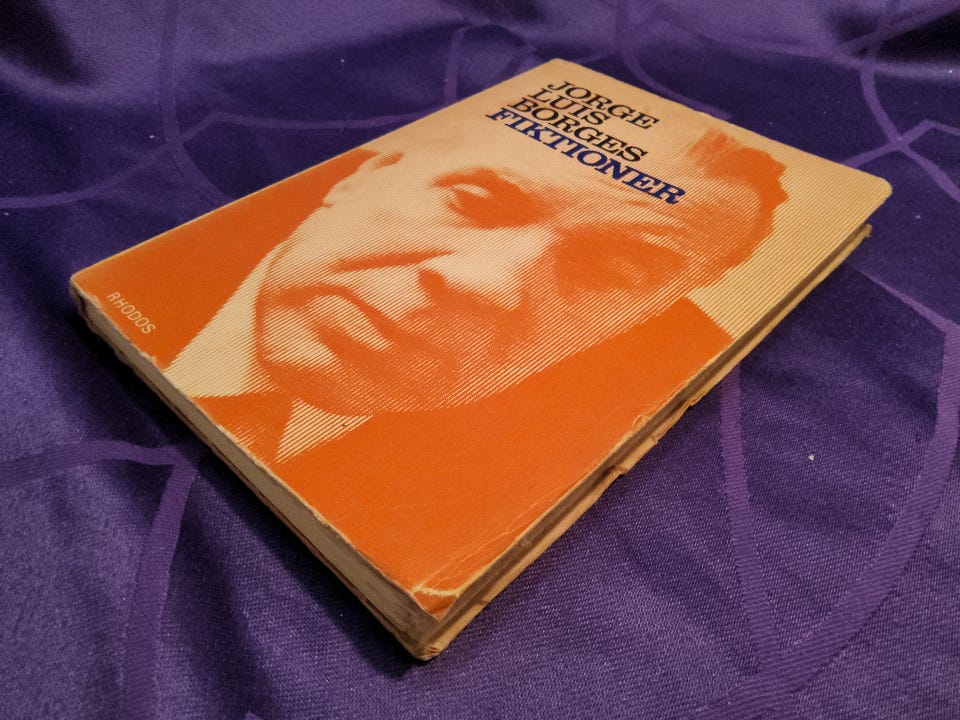 JORGE
LUIS
BORGES
FIKTIONER
RHODOS